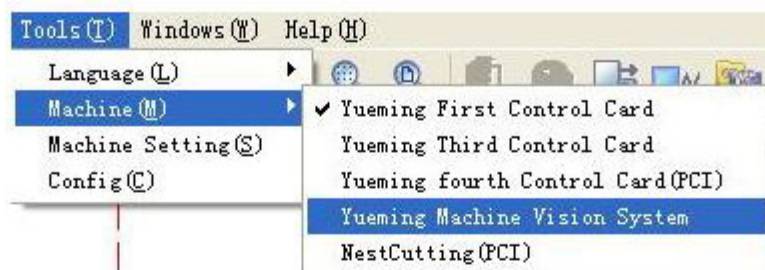 Tools(T) Windows(W) Help(H)
Language(L)
Machine(M)
Machine Setting(S)
Config(C)
✓ Yueming First Control Card
Yueming Third Control Card
Yueming fourth Control Card(PCI)
Yueming Machine Vision System
NestCutting(PCI)